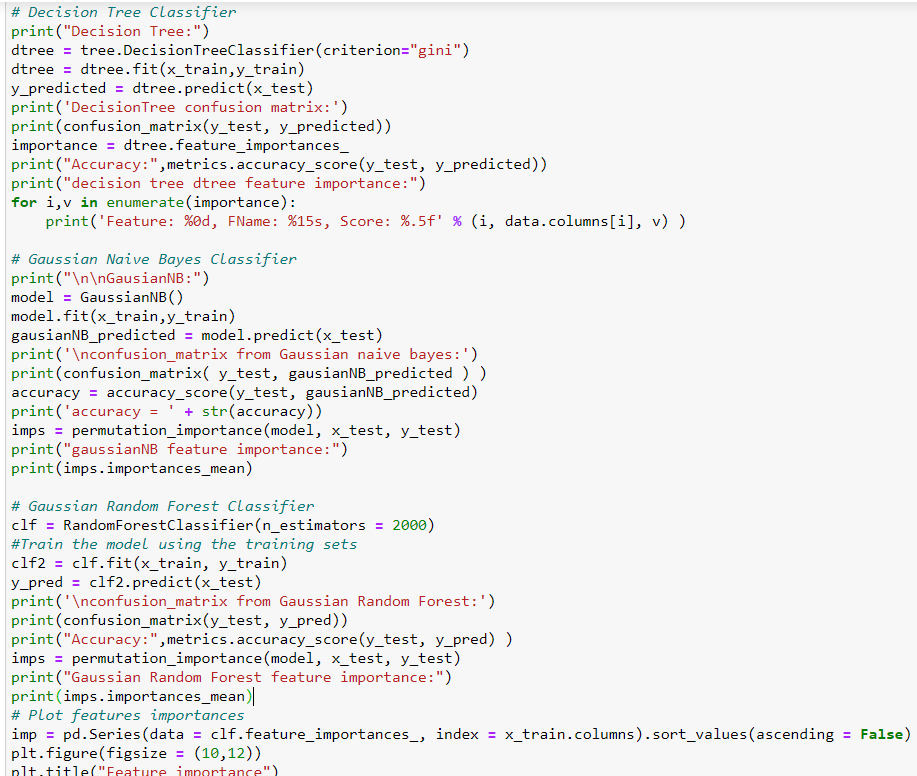 # Decision Tree Classifier
print("Decision Tree:")
dtree = tree.DecisionTreeClassifier(criterion="gini")
dtree = dtree.fit(x_train,y_train)
y_predicted = dtree.predict(x_test)
print('DecisionTree confusion matrix:')
print(confusion_matrix(y_test, y_predicted))
importance = dtree.feature_importances_
print("Accuracy:",metrics.accuracy_score(y_test, y_predicted))
print("decision tree dtree feature importance:")
for i,v in enumerate(importance):
    print('Feature: %0d, FName: %15s, Score: %.5f' % (i, data.columns[i], v) )

# Gaussian Naive Bayes Classifier
print("\n\nGausianNB:")
model = GaussianNB()
model.fit(x_train,y_train)
gausianNB_predicted = model.predict(x_test)
print('\nconfusion_matrix from Gaussian naive bayes:')
print(confusion_matrix( y_test, gausianNB_predicted ) )
accuracy = accuracy_score(y_test, gausianNB_predicted)
print('accuracy = ' + str(accuracy))
imps = permutation_importance(model, x_test, y_test)
print("gaussianNB feature importance:")
print(imps.importances_mean)

# Gaussian Random Forest Classifier
clf = RandomForestClassifier(n_estimators = 2000)
#Train the model using the training sets
clf2 = clf.fit(x_train, y_train)
y_pred = clf2.predict(x_test)
print('\nconfusion_matrix from Gaussian Random Forest:')
print(confusion_matrix(y_test, y_pred))
print("Accuracy:",metrics.accuracy_score(y_test, y_pred) )
imps = permutation_importance(model, x_test, y_test)
print("Gaussian Random Forest feature importance:")
print(imps.importances_mean)
# Plot features importances
imp = pd.Series(data = clf.feature_importances_, index = x_train.columns).sort_values(ascending = False)
plt.figure(figsize = (10,12))
plt.title("Feature importance")